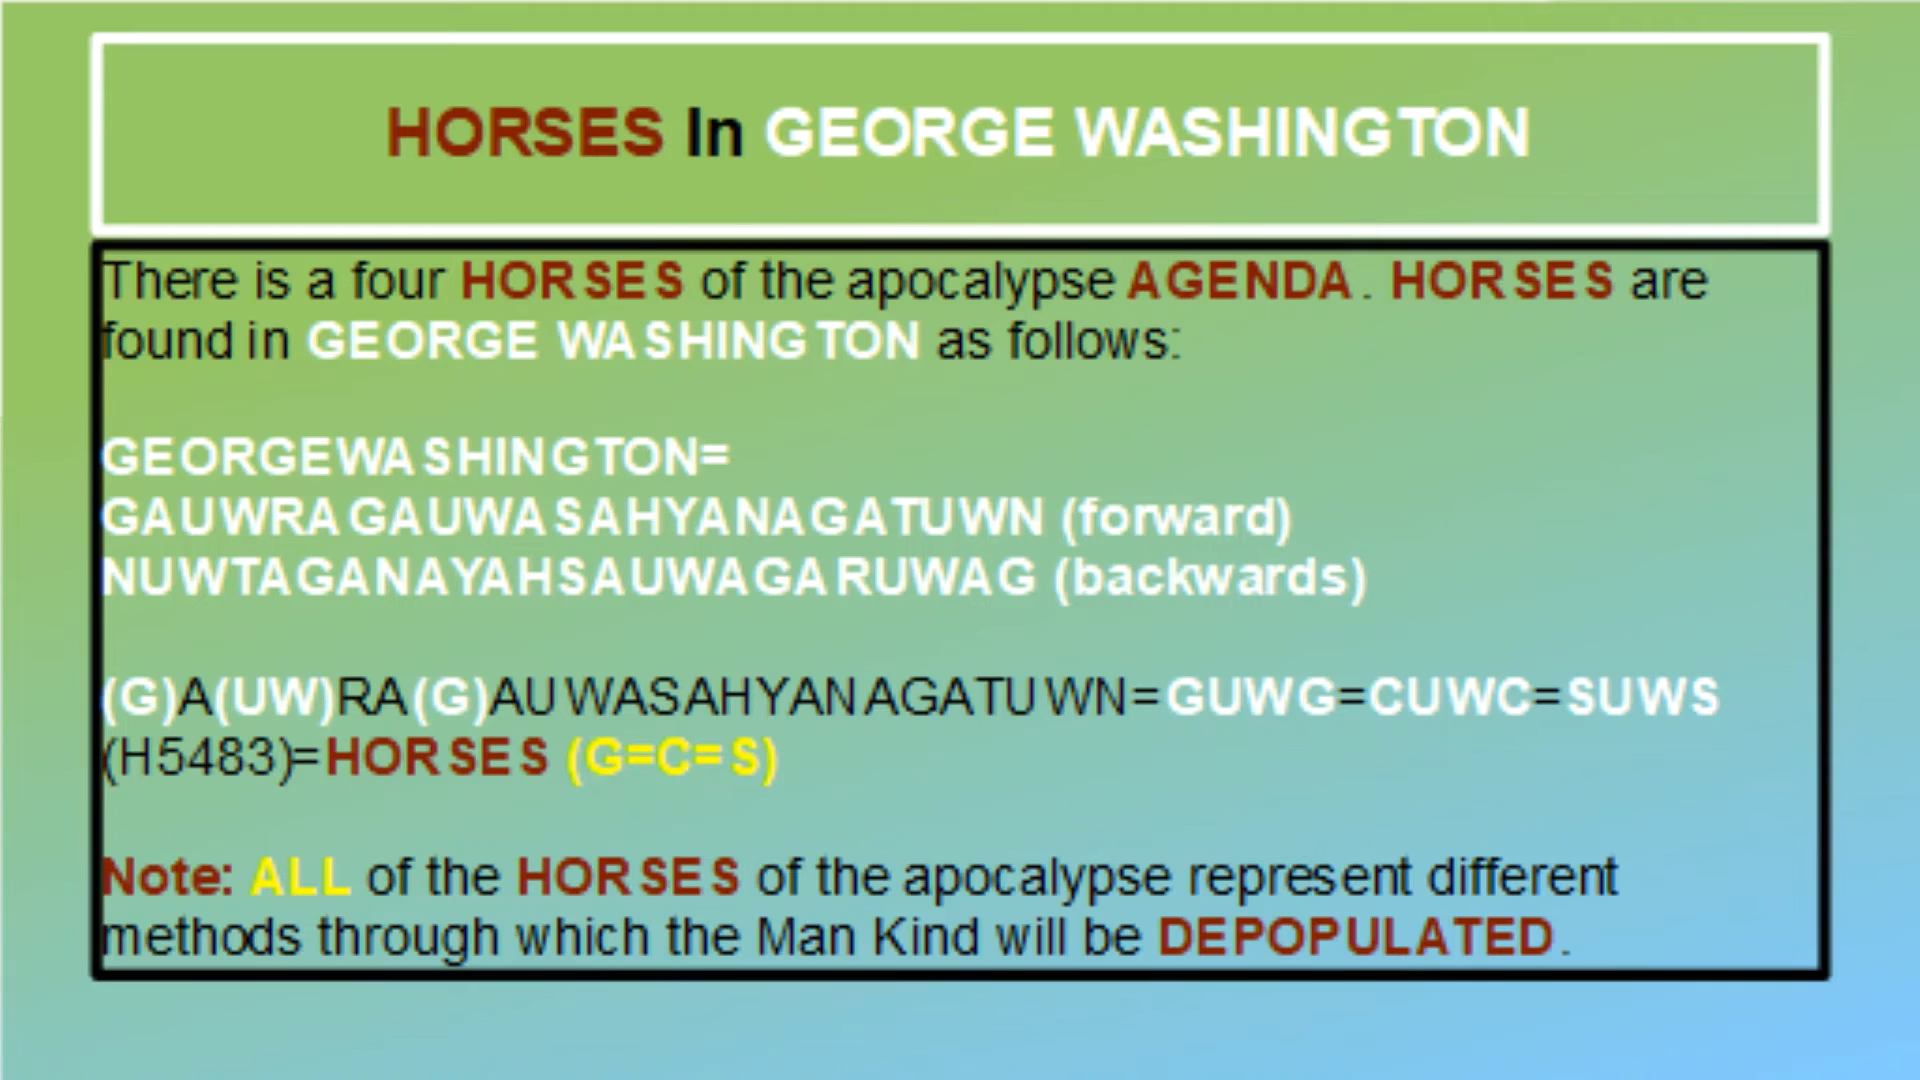 HORSES In GEORGE WASHINGTON
There is a four HORSES of the apocalypse AGENDA. HORSES are
found in GEORGE WASHINGTON as follows:
GEORGEWASHINGTON=
GAUWRAGAUWASAHYANAGATUWN (forward)
NUWTAGANAYAHSAUWAGARUWAG (backwards)
(G)A(UW)RA(G)AUWASAHYANAGATUWN=GUWG=CUWC=SUWS
(H5483)=HORSES (G=C=S)
Note: ALL of the HORSES of the apocalypse represent different
methods through which the Man Kind will be DEPOPULATED.